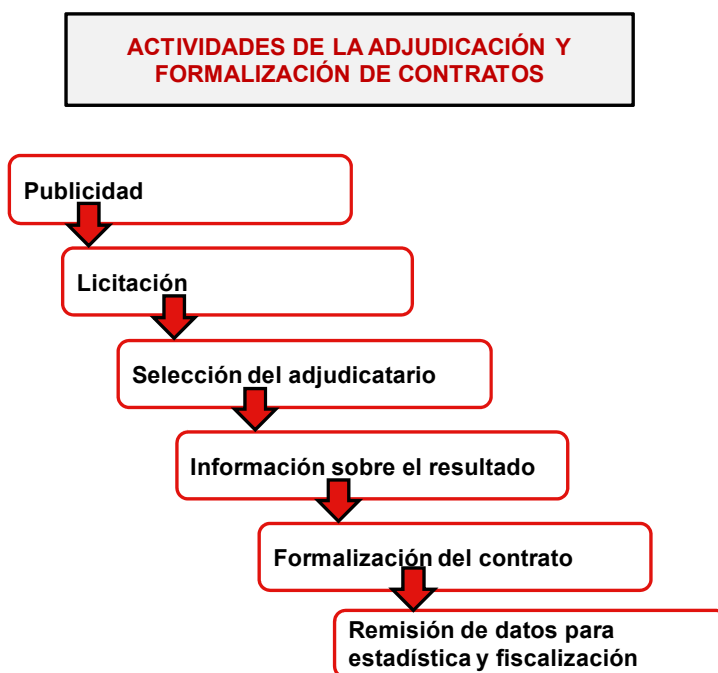 ACTIVIDADES DE LA ADJUDICACIÓN Y
FORMALIZACIÓN DE CONTRATOS
Publicidad
Licitación
Selección del adjudicatario
Información sobre el resultado
Formalización del contrato
Remisión de datos para
estadística y fiscalización